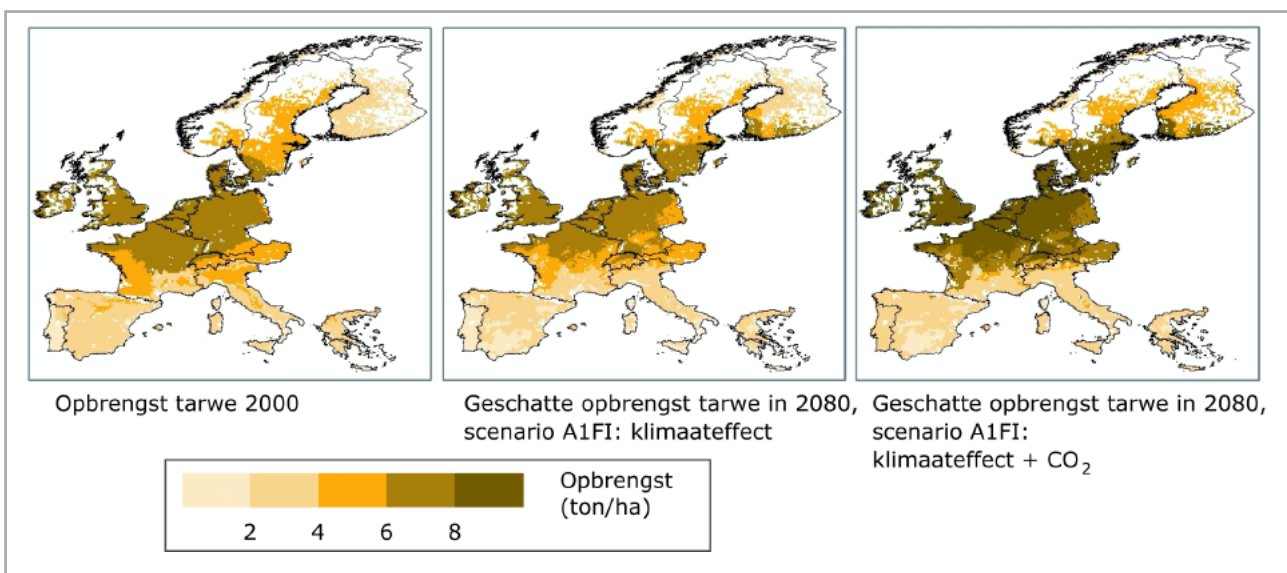 Opbrengst tarwe 2000
Geschatte opbrengst tarwe in 2080,
scenario A1FI: klimaateffect
Geschatte opbrengst tarwe in 2080,
scenario A1FI:
klimaateffect + CO₂
Opbrengst
(ton/ha)
2 4 6 8